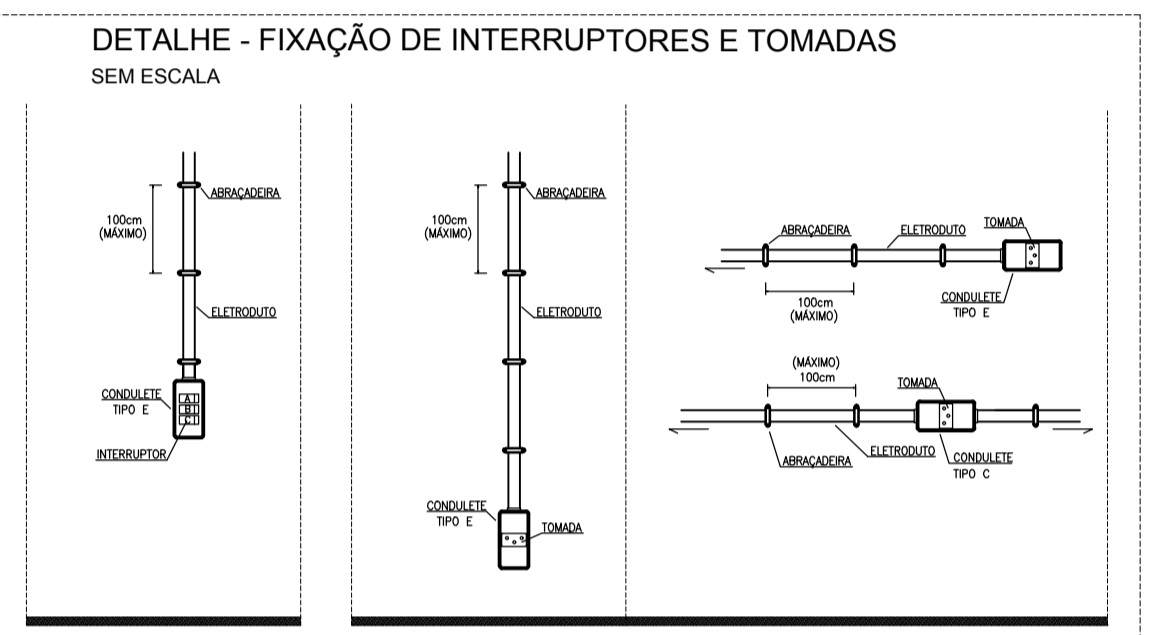 DETALHE - FIXAÇÃO DE INTERRUPTORES E TOMADAS
SEM ESCALA
ABRAÇADEIRA
100cm
(MÁXIMO)
ELETRODUTO
CONDULETE
TIPO E
A
B
C
INTERRUPTOR
ABRAÇADEIRA
100cm
(MÁXIMO)
ELETRODUTO
CONDULETE
TIPO E
TOMADA
ABRAÇADEIRA
ELETRODUTO
TOMADA
100cm
(MÁXIMO)
CONDULETE
TIPO E
(MÁXIMO)
100cm
TOMADA
ABRAÇADEIRA
ELETRODUTO
CONDULETE
TIPO C